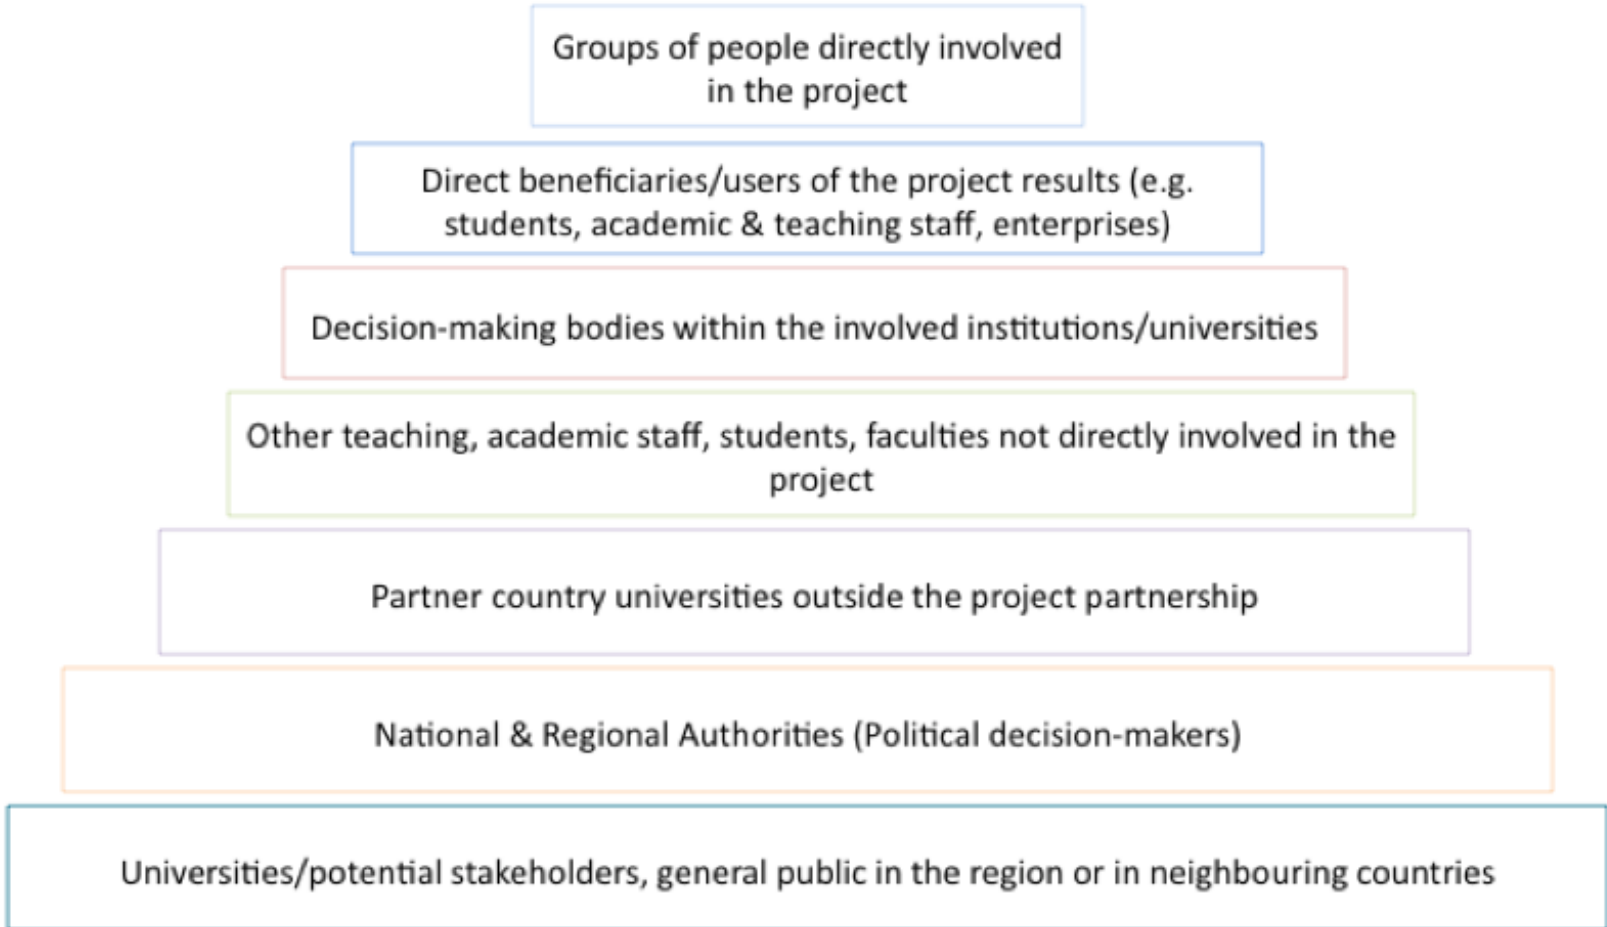 Groups of people directly involved
in the project
Direct beneficiaries/users of the project results (e.g.
students, academic & teaching staff, enterprises)
Decision-making bodies within the involved institutions/universities
Other teaching, academic staff, students, faculties not directly involved in the
project
Partner country universities outside the project partnership
National & Regional Authorities (Political decision-makers)
Universities/potential stakeholders, general public in the region or in neighbouring countries